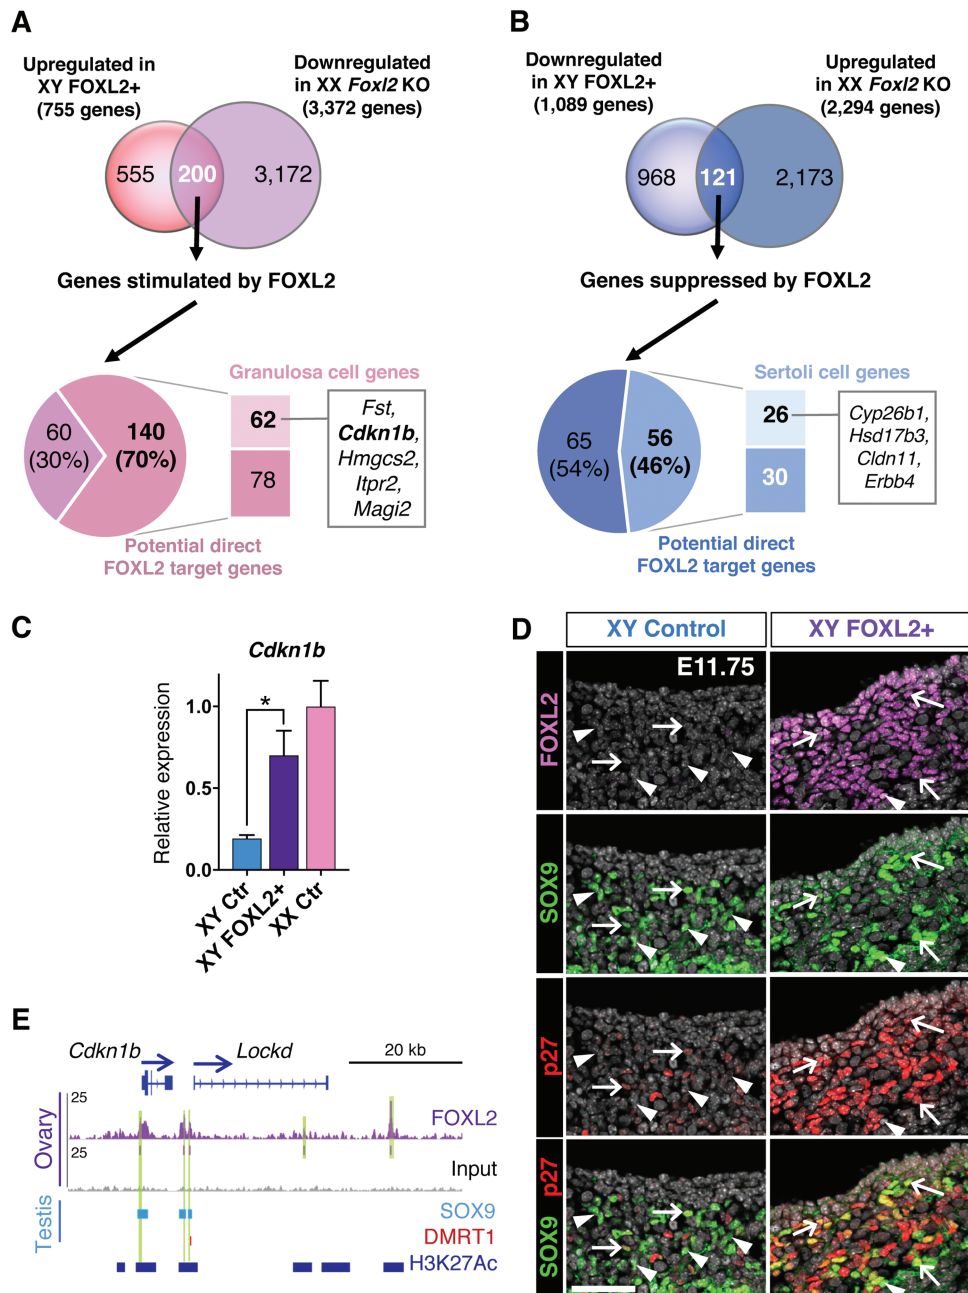 A
Upregulated in
XY FOXL2+
(755 genes)
Downregulated
in XX Foxl2 KO
(3,372 genes)
555
200
3,172
Genes stimulated by FOXL2
60
(30%)
140
(70%)
Granulosa cell genes
62
78
Fst,
Cdkn1b,
Hmgcs2,
Itpr2,
Magi2
Potential direct
FOXL2 target genes
B
Downregulated
in XY FOXL2+
(1,089 genes)
Upregulated
in XX Foxl2 KO
(2,294 genes)
968
121
2,173
Genes suppressed by FOXL2
65
(54%)
56
(46%)
Sertoli cell genes
26
30
Cyp26b1,
Hsd17b3,
Cldn11,
Erbb4
Potential direct
FOXL2 target genes
C
Cdkn1b
Relative expression
1.0
0.5
0.0
*
XY Ctr
XY FOXL2+
XX Ctr
D
XY Control
XY FOXL2+
E11.75
FOXL2
SOX9
p27
SOX9 p27
E
Cdkn1b
Lockd
20 kb
Ovary
25
FOXL2
25
Input
Testis
SOX9
DMRT1
H3K27Ac